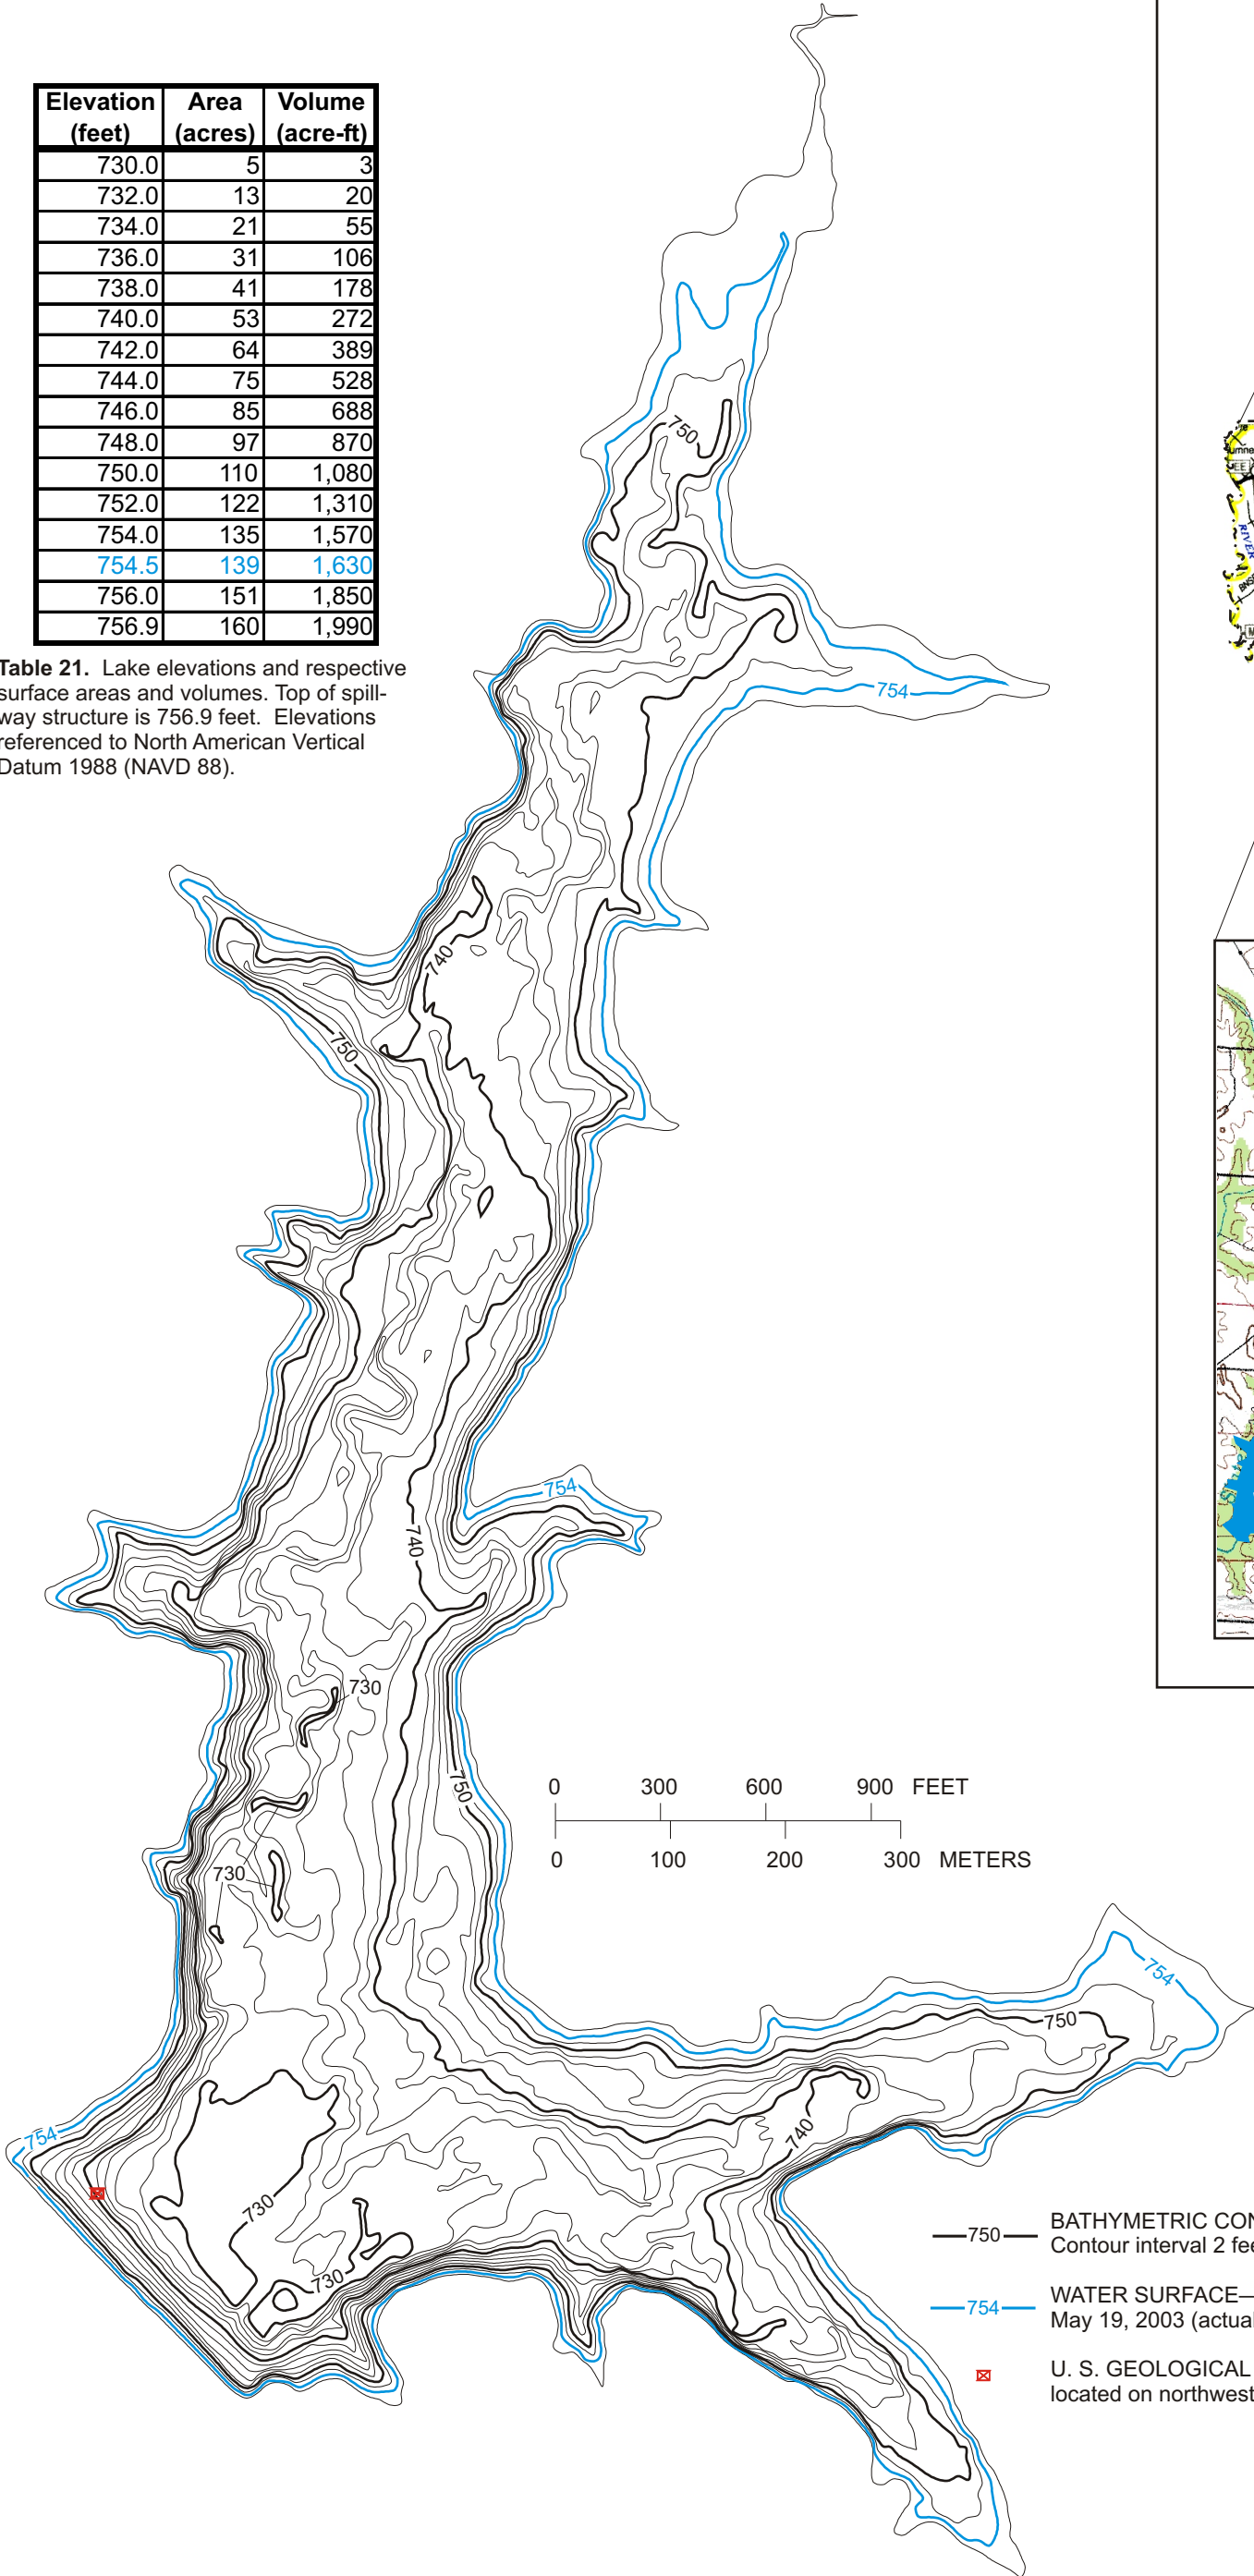 Elevation Area Volume
(feet) (acres) (acre-ft)
730.0 5 3
732.0 13 20
734.0 21 55
736.0 31 106
738.0 41 178
740.0 53 272
742.0 64 389
744.0 75 528
746.0 85 688
748.0 97 870
750.0 110 1,080
752.0 122 1,310
754.0 135 1,570
754.5 139 1,630
756.0 151 1,850
756.9 160 1,990
Table 21. Lake elevations and respective
surface areas and volumes. Top of spill-
way structure is 756.9 feet. Elevations
referenced to North American Vertical
Datum 1988 (NAVD 88).
750
EE
RIVER
754
740
750
754
740
730
750
0 300 600 900 FEET
0 100 200 300 METERS
730
754
750
754
740
730
730
750 BATHYMETRIC CON
Contour interval 2 fee
754 WATER SURFACE—
May 19, 2003 (actual
U. S. GEOLOGICAL
located on northwest